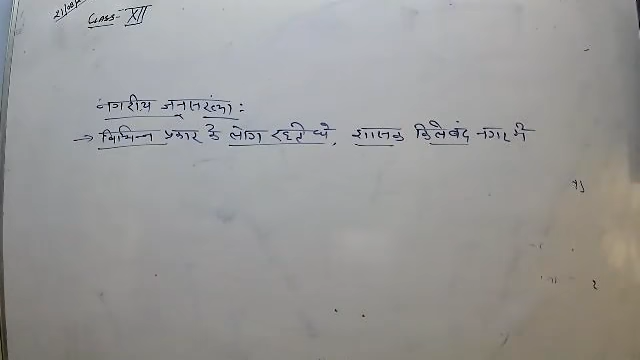 CLASS- XII
नगरीय जनसंख्या :
→ विभिन्न प्रकार के लोग रहते थे, शासक किलेबंद नगर में